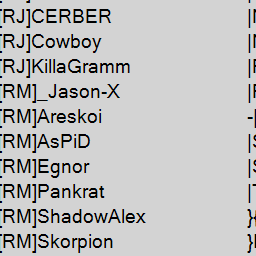 [RJ]CERBER
[RJ]Cowboy
[RJ]KillaGramm
[RM]_Jason-X
[RM]Areskoi -
[RM]AsPiD
[RM]Egnor
[RM]Pankrat
[RM]ShadowAlex
[RM]Skorpion